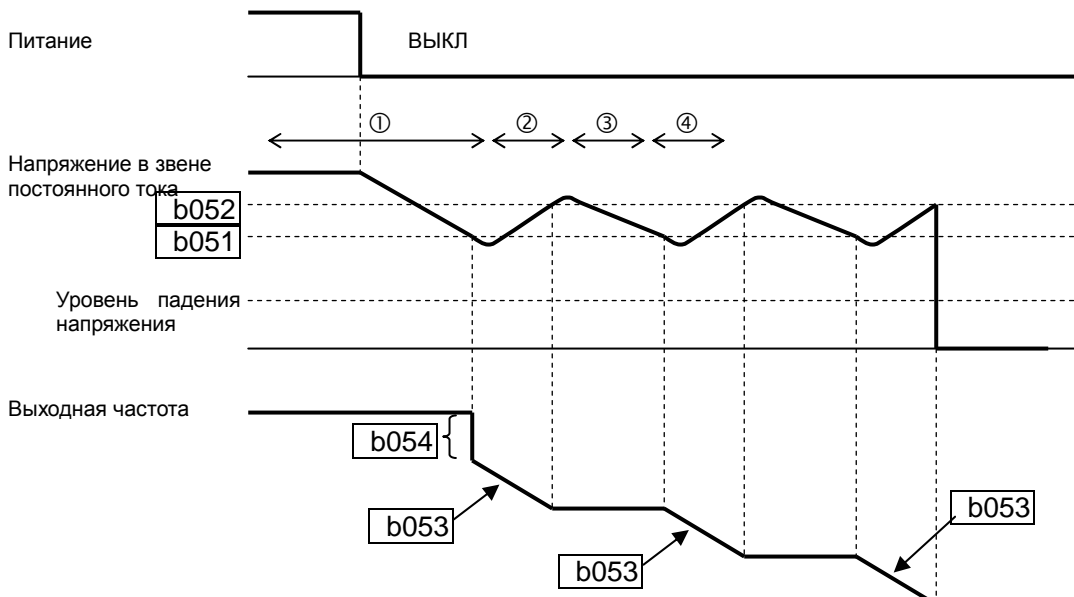 Питание
ВЫКЛ
① ② ③ ④
Напряжение в звене
постоянного тока
b052
b051
Уровень падения
напряжения
Выходная частота
b054
b053
b053
b053